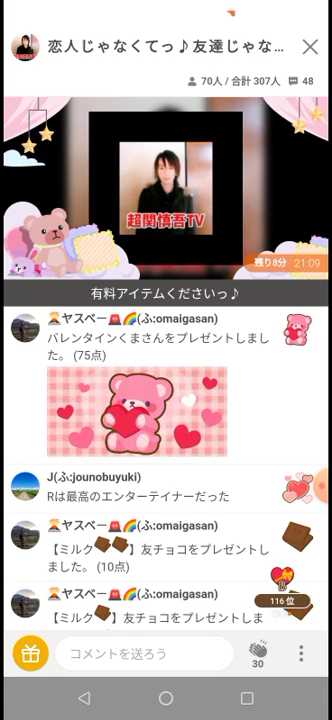 恋人じゃなくてっ♪友達じゃな...
70人 / 合計 307人 48
超関慎吾TV
残り8分 21:09
有料アイテムくださいっ♪
🌋ヤスベー🚨🌈(ふ:omaigasan)
バレンタインくまさんをプレゼントしまし
た。 (75点)
J(ふ:jounobuyuki)
Rは最高のエンターテイナーだった
🌋ヤスベー🚨🌈(ふ:omaigasan)
【ミルク🍫🍫】友チョコをプレゼントし
ました。 (10点)
🌋ヤスベー🚨🌈(ふ:omaigasan)
116 位
【ミルク🍫】友チョコをプレゼントしま
コメントを送ろう
30